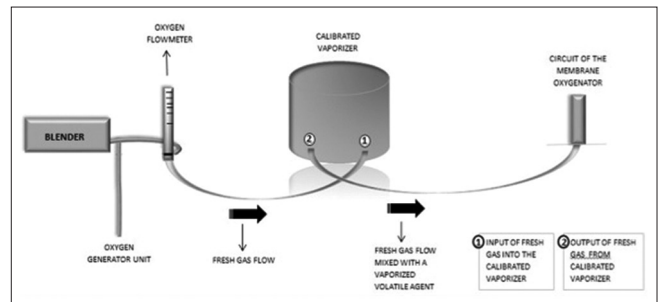 OXYGEN
FLOWMETER
CALIBRATED
VAPORIZER
CIRCUIT OF THE
MEMBRANE
OXYGENATOR
BLENDER
2
1
OXYGEN
GENERATOR UNIT
FRESH GAS FLOW
FRESH GAS FLOW
MIXED WITH A
VAPORIZED
VOLATILE AGENT
1 INPUT OF FRESH
GAS INTO THE
CALIBRATED
VAPORIZER
2 OUTPUT OF FRESH
GAS FROM
CALIBRATED
VAPORIZER